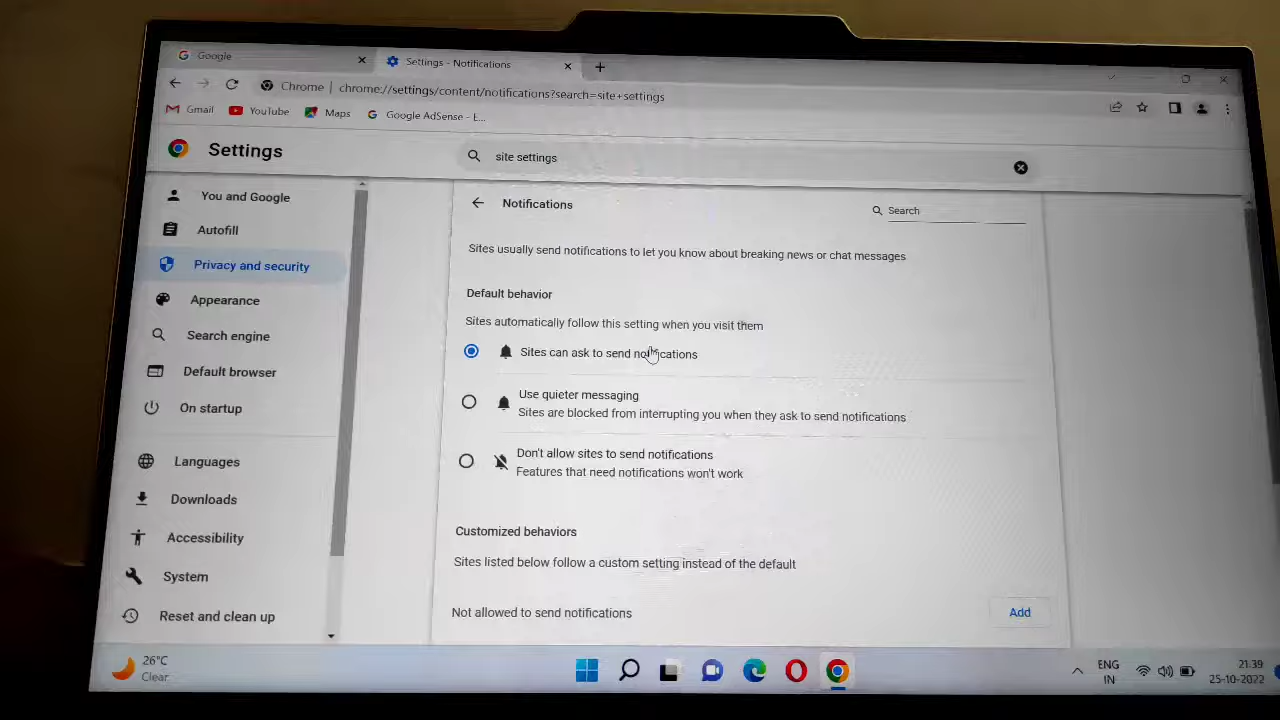 Google
Settings - Notifications
Chrome | chrome://settings/content/notifications?search=site+settings
Gmail
YouTube
Maps
Google AdSense - E...
Settings
site settings
You and Google
Autofill
Privacy and security
Appearance
Search engine
Default browser
On startup
Languages
Downloads
Accessibility
System
Reset and clean up
Notifications
Search
Sites usually send notifications to let you know about breaking news or chat messages
Default behavior
Sites automatically follow this setting when you visit them
Sites can ask to send notifications
Use quieter messaging
Sites are blocked from interrupting you when they ask to send notifications
Don't allow sites to send notifications
Features that need notifications won't work
Customized behaviors
Sites listed below follow a custom setting instead of the default
Not allowed to send notifications
Add
26°C
Clear
ENG
IN
21:39
25-10-2022